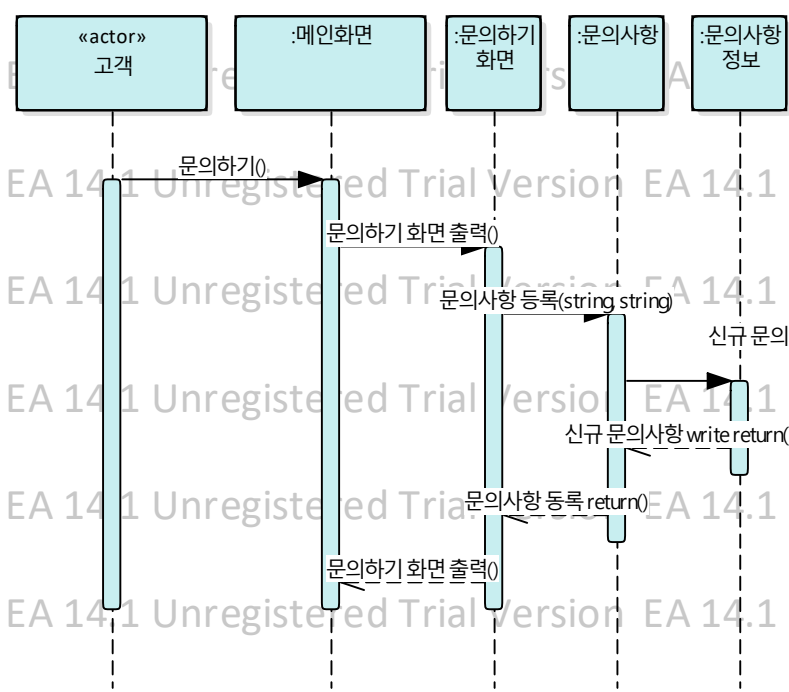 «actor»
고객
:메인화면
:문의하기
화면
:문의사항
:문의사항
정보
문의하기()
EA 14.1 Unregistered Trial Version EA 14.1
문의하기 화면 출력()
EA 14.1 Unregistered Trial Version EA 14.1
문의사항 등록(string, string)
신규 문의
EA 14.1 Unregistered Trial Version EA 14.1
신규 문의사항 write return(
문의사항 등록 return()
EA 14.1 Unregistered Trial Version EA 14.1
문의하기 화면 출력()
EA 14.1 Unregistered Trial Version EA 14.1